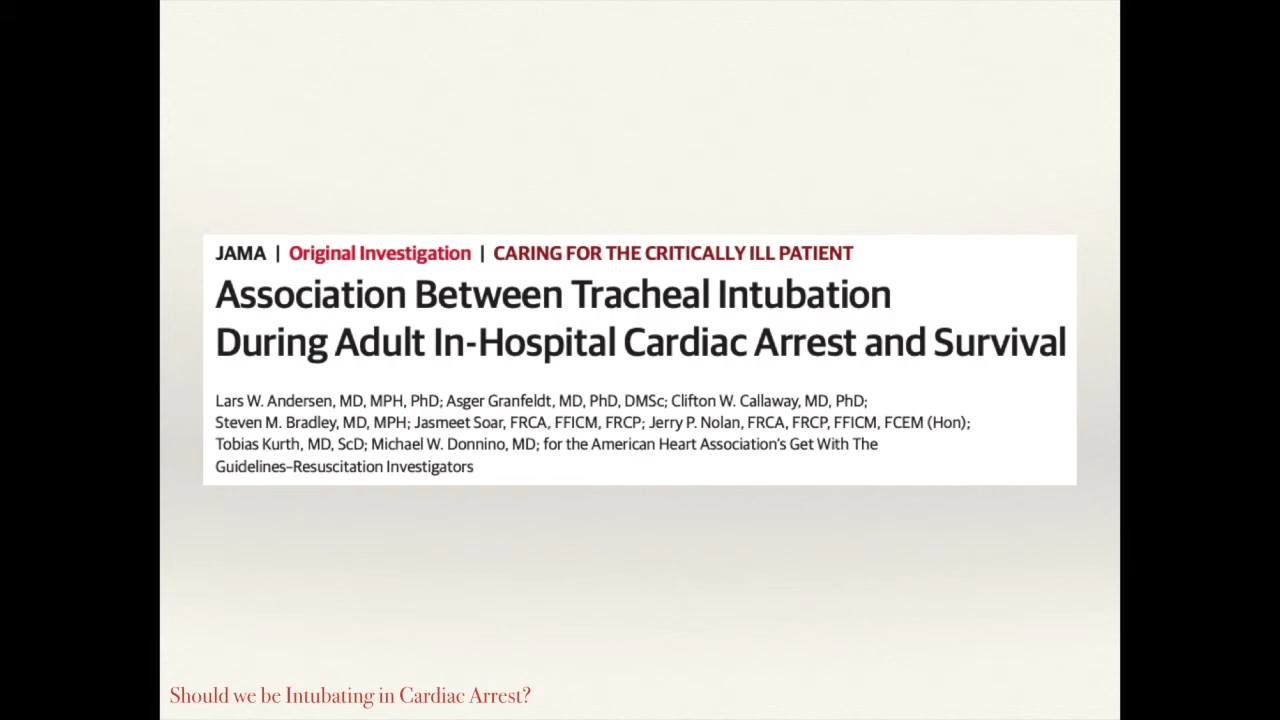 JAMA | Original Investigation | CARING FOR THE CRITICALLY ILL PATIENT
Association Between Tracheal Intubation
During Adult In-Hospital Cardiac Arrest and Survival
Lars W. Andersen, MD, MPH, PhD; Asger Granfeldt, MD, PhD, DMSc; Clifton W. Callaway, MD, PhD;
Steven M. Bradley, MD, MPH; Jasmeet Soar, FRCA, FFICM, FRCP; Jerry P. Nolan, FRCA, FRCP, FFICM, FCEM (Hon);
Tobias Kurth, MD, ScD; Michael W. Donnino, MD; for the American Heart Association's Get With The
Guidelines–Resuscitation Investigators
Should we be Intubating in Cardiac Arrest?